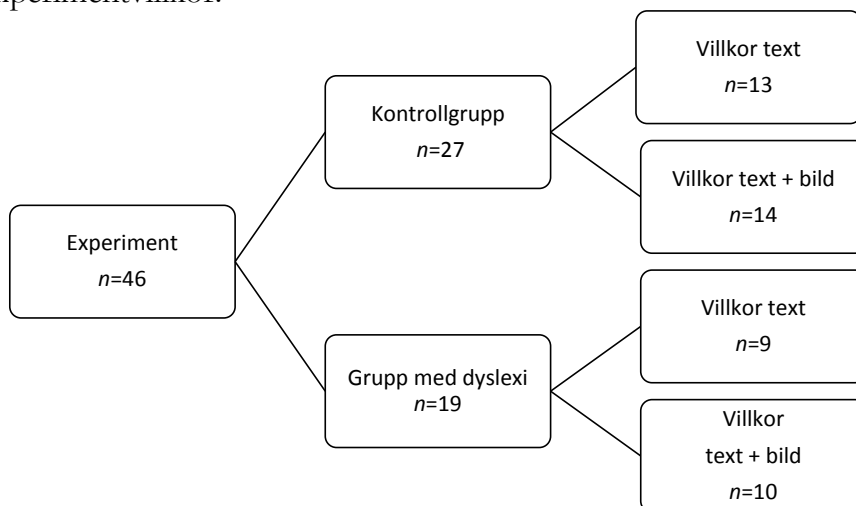 Villkor text
n=13
Kontrollgrupp
n=27
Villkor text + bild
n=14
Experiment
n=46
Villkor text
n=9
Grupp med dyslexi
n=19
Villkor
text + bild
n=10